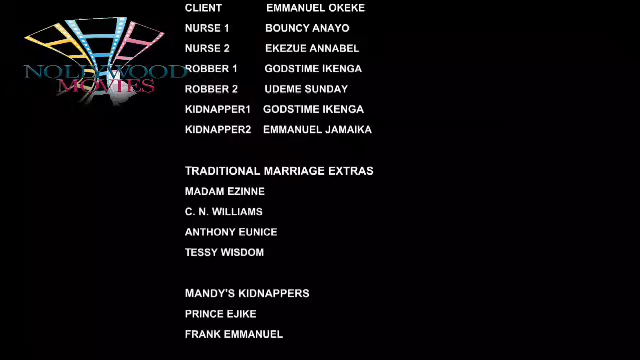 CLIENT EMMANUEL OKEKE
NURSE 1 BOUNCY ANAYO
NURSE 2 EKEZUE ANNABEL
NOLLYWOOD
MOVIES
ROBBER 1 GODSTIME IKENGA
ROBBER 2 UDEME SUNDAY
KIDNAPPER1 GODSTIME IKENGA
KIDNAPPER2 EMMANUEL JAMAIKA
TRADITIONAL MARRIAGE EXTRAS
MADAM EZINNE
C. N. WILLIAMS
ANTHONY EUNICE
TESSY WISDOM
MANDY'S KIDNAPPERS
PRINCE EJIKE
FRANK EMMANUEL